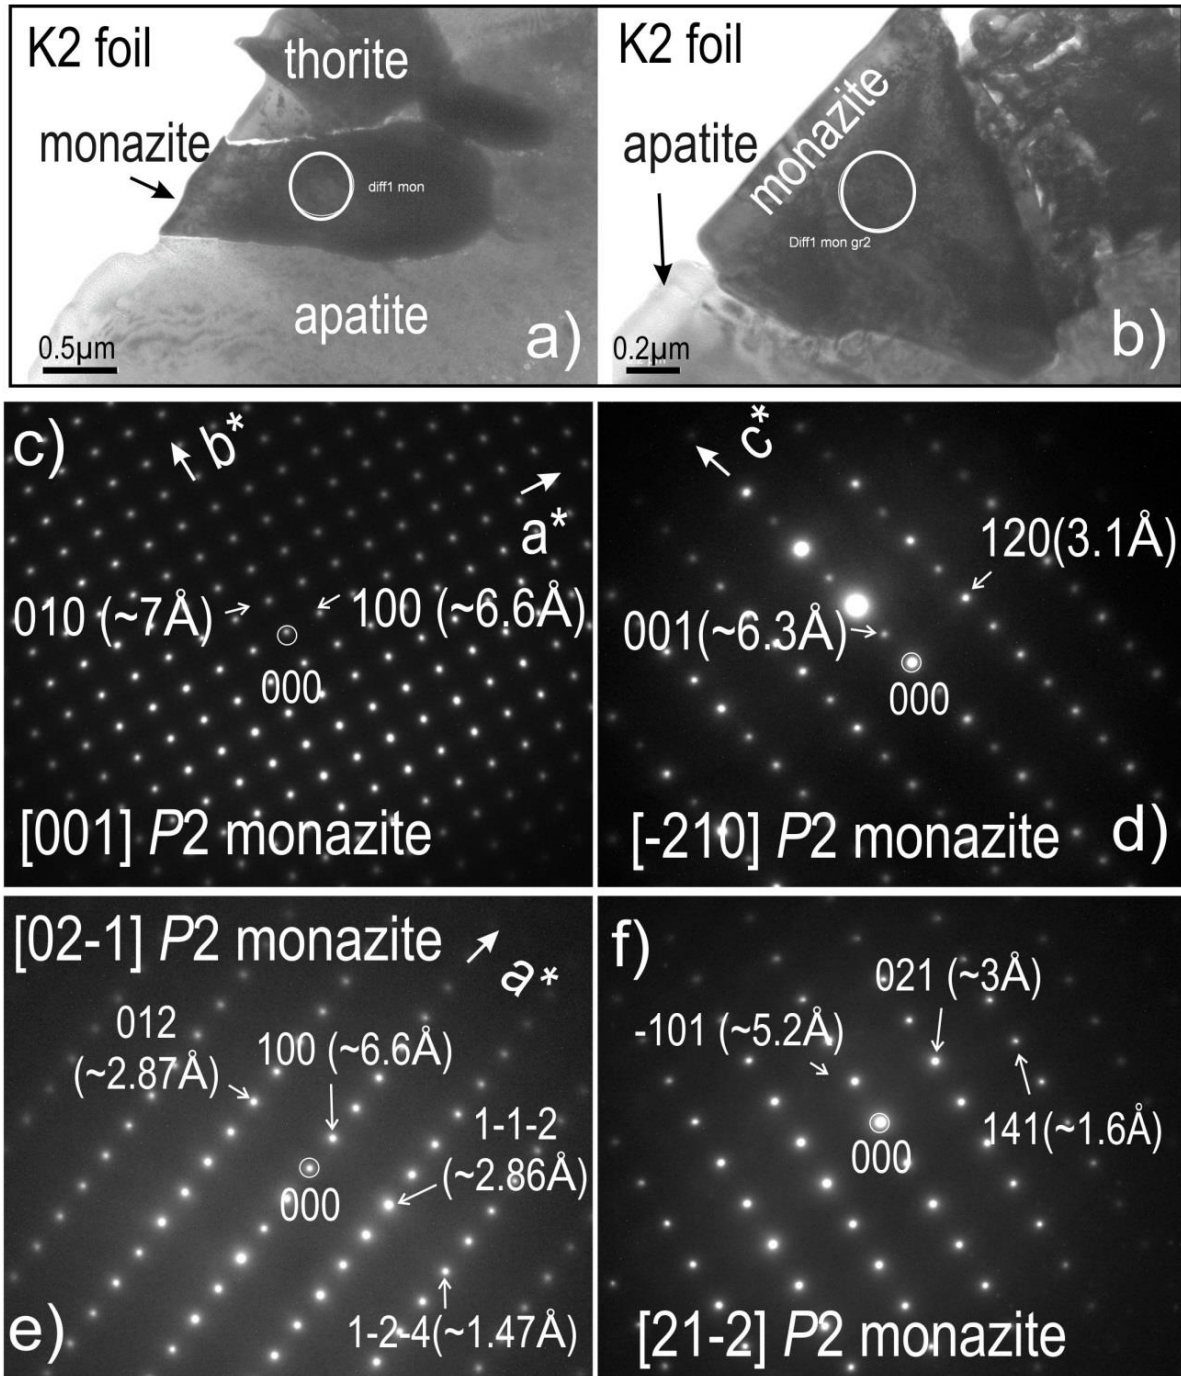 K2 foil
thorite
monazite
diff1 mon
apatite
0.5µm
a)
K2 foil
apatite
monazite
Diff1 mon gr2
0.2µm
b)
c)
b*
a*
010 (~7Å)
100 (~6.6Å)
000
[001] P2 monazite
c*
120(3.1Å)
001(~6.3Å)
000
[-210] P2 monazite
d)
[02-1] P2 monazite
a*
012
(~2.87Å)
100 (~6.6Å)
1-1-2
(~2.86Å)
000
1-2-4(~1.47Å)
e)
f)
021 (~3Å)
-101 (~5.2Å)
000
141(~1.6Å)
[21-2] P2 monazite